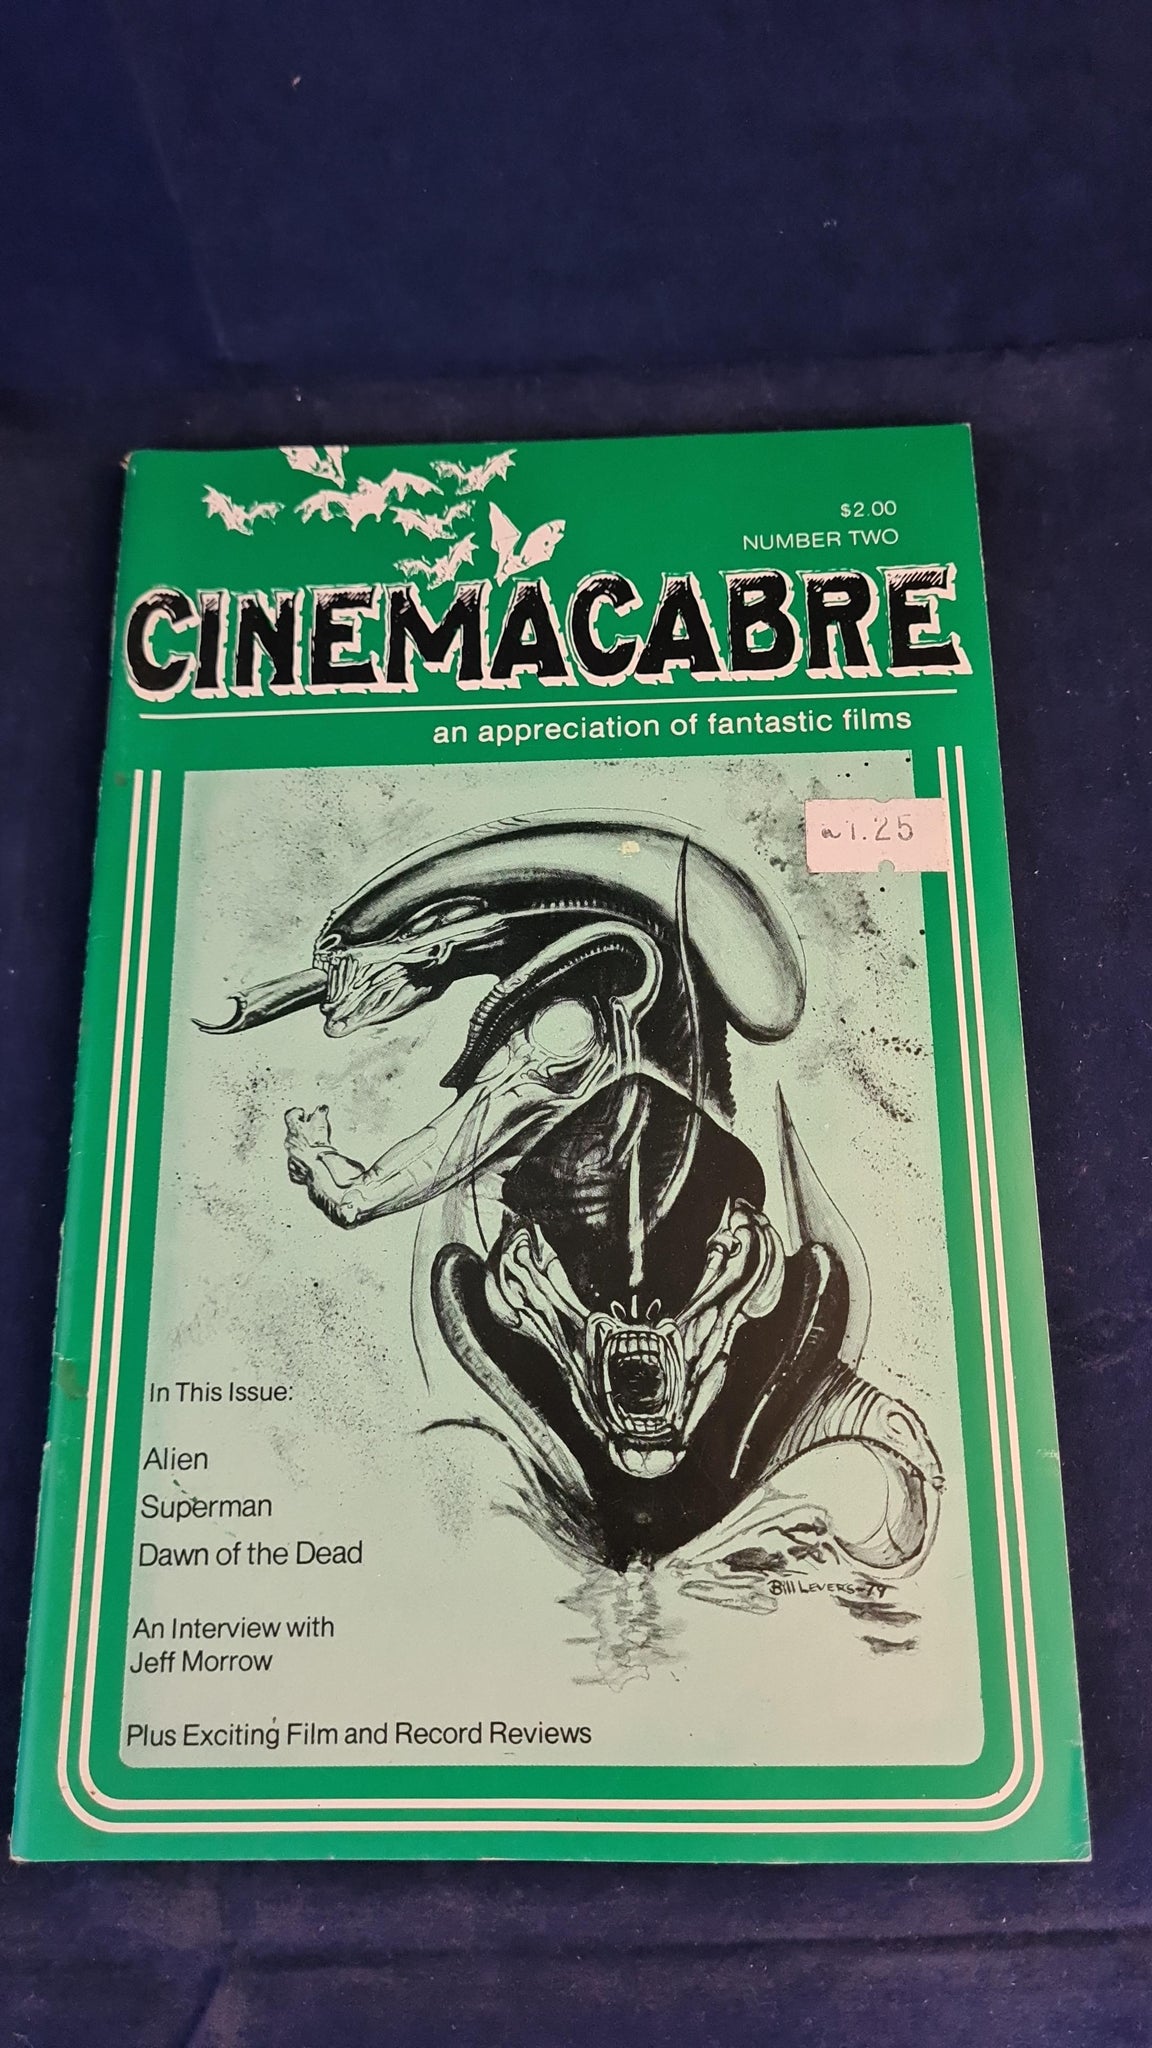 $2.00
NUMBER TWO
CINEMACABRE
an appreciation of fantastic films
1.25
In This Issue:
Alien
Superman
Dawn of the Dead
An Interview with
Jeff Morrow
Plus Exciting Film and Record Reviews
Bill LEVERS-79